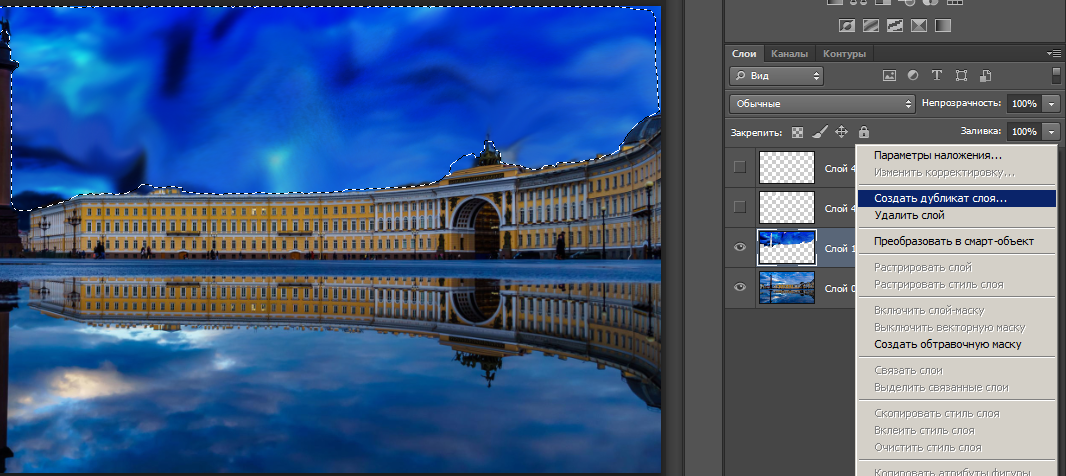 Слои Каналы Контуры
Вид
Обычные Непрозрачность: 100%
Закрепить: Заливка: 100%
Слой 4
Слой 4
Слой 1
Слой 0
Параметры наложения...
Изменить корректировку...
Создать дубликат слоя...
Удалить слой
Преобразовать в смарт-объект
Растрировать слой
Растрировать стиль слоя
Включить слой-маску
Выключить векторную маску
Создать обтравочную маску
Связать слои
Выделить связанные слои
Скопировать стиль слоя
Вклеить стиль слоя
Очистить стиль слоя
Копировать атрибуты фигуры